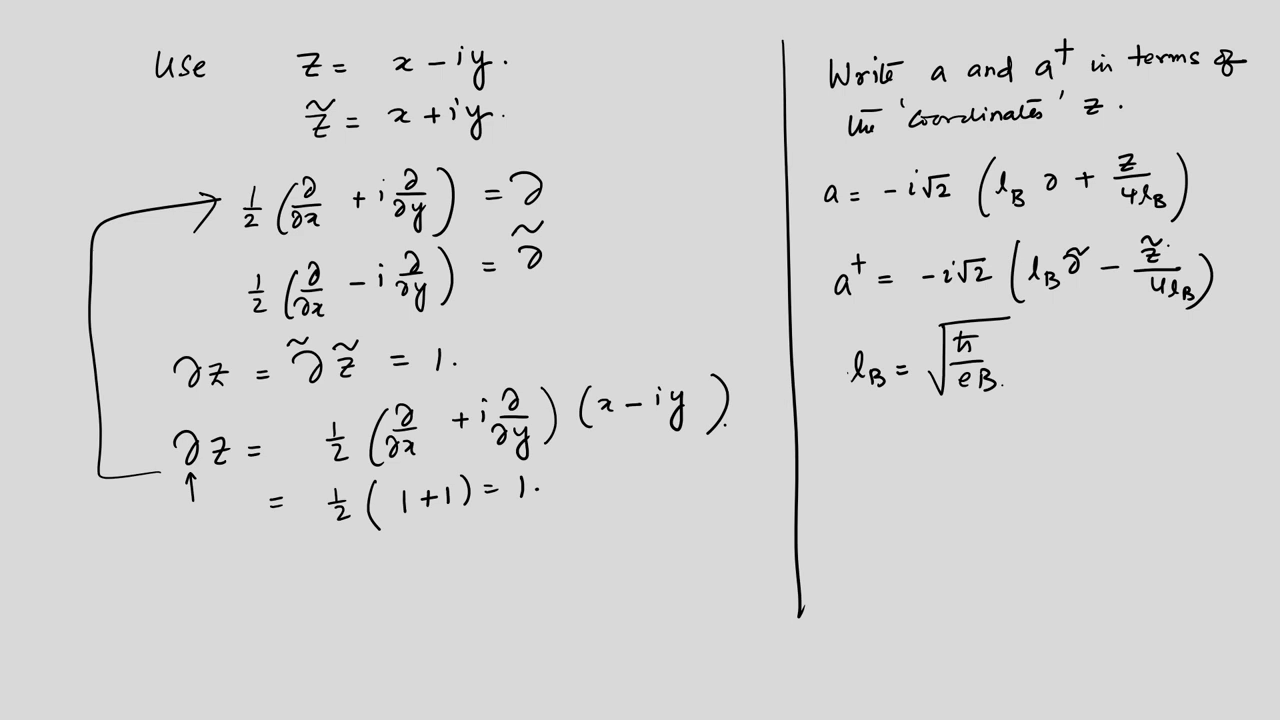 Use z = x - iy.
z̃ = x + iy.
1/2 (∂/∂x + i ∂/∂y) = ∂
1/2 (∂/∂x - i ∂/∂y) = ∂̃
∂z = ∂̃ z̃ = 1.
∂z = 1/2 (∂/∂x + i ∂/∂y) (x - iy).
= 1/2 (1+1) = 1.
Write a and a† in terms of
the 'coordinates' z.
a = -i√2 (l_B ∂ + z/4l_B)
a† = -i√2 (l_B ∂̃ - z̃/4l_B)
l_B = √(ħ/eB).